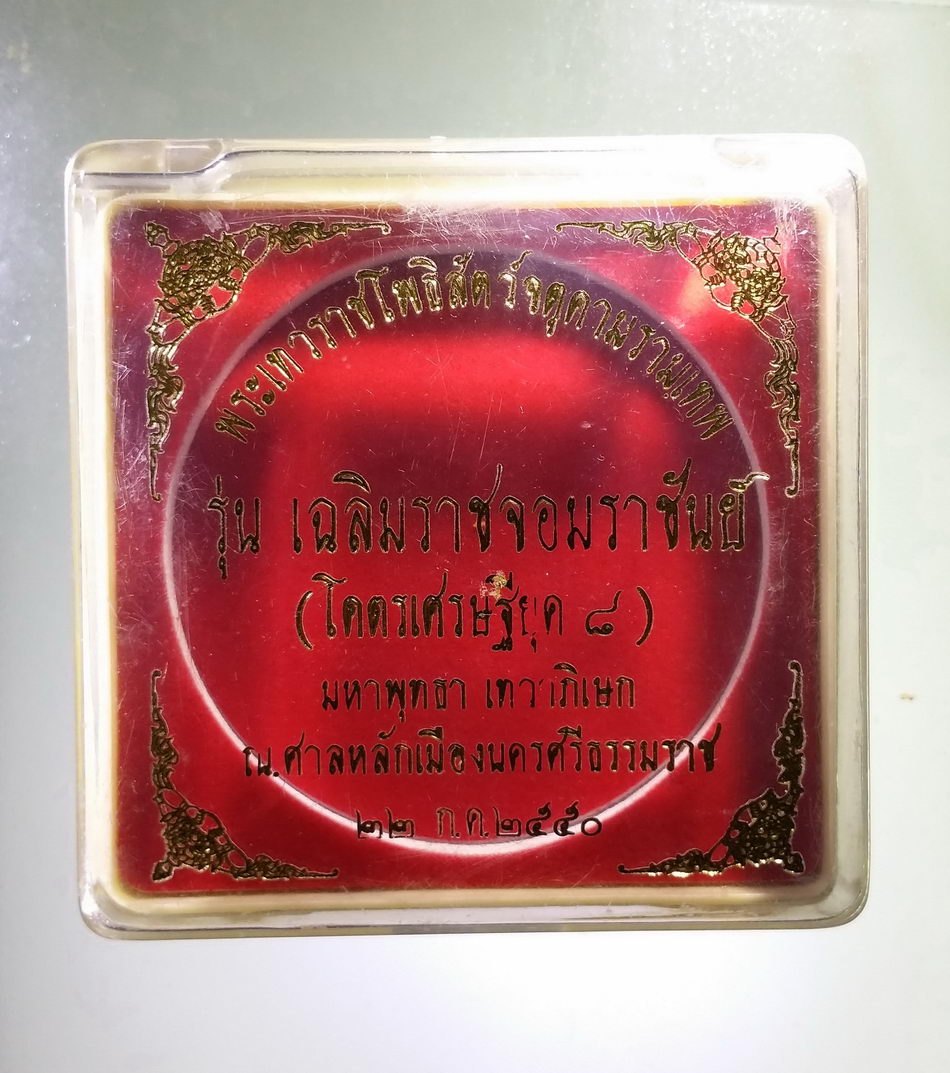 พระเทวราชโพธิสัตว์จตุคามรามเทพ
รุ่น เฉลิมราชจอมราชันย์
(โคตรเศรษฐียุค ๘)
มหาพุทธา เทวาภิเษก
ณ.ศาลหลักเมืองนครศรีธรรมราช
๒๒ ก.ค.๒๕๕๐